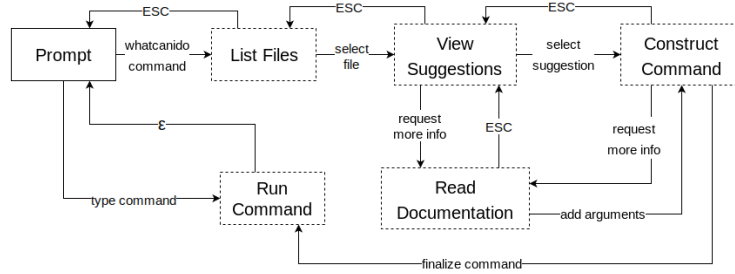 ESC
ESC
ESC
Prompt
whatcanido
command
List Files
select
file
View
Suggestions
select
suggestion
Construct
Command
request
more info
ESC
request
more info
ε
Run
Command
type command
Read
Documentation
add arguments
finalize command